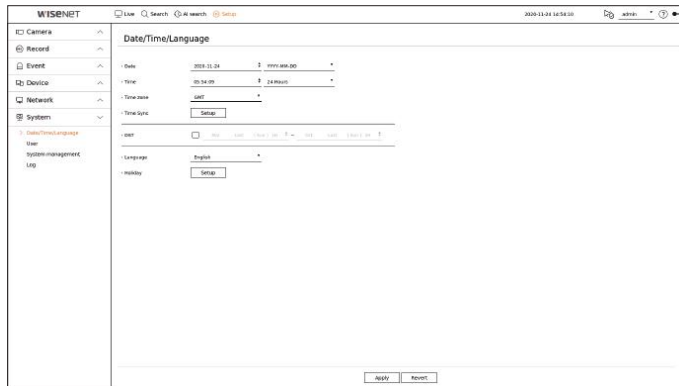 WISENET Live Search AI search Setup 2020-11-24 14:54:10 admin
Camera
Record
Event
Device
Network
System
Date/Time/Language
User
System management
Log
Date/Time/Language
- Date 2020-11-24 YYYY-MM-DD
- Time 05:54:09 24 Hours
- Time zone GMT
- Time Sync Setup
- DST
- Language English
- Holiday Setup
Apply Revert